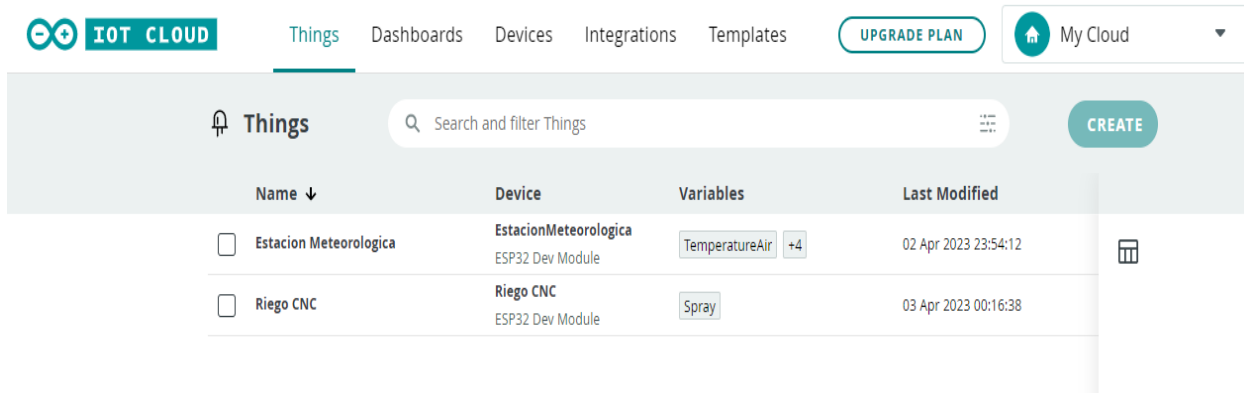 IOT CLOUD Things Dashboards Devices Integrations Templates UPGRADE PLAN My Cloud
Things Search and filter Things CREATE
Name Device Variables Last Modified
Estacion Meteorologica EstacionMeteorologica TemperatureAir +4 02 Apr 2023 23:54:12
ESP32 Dev Module
Riego CNC Riego CNC Spray 03 Apr 2023 00:16:38
ESP32 Dev Module